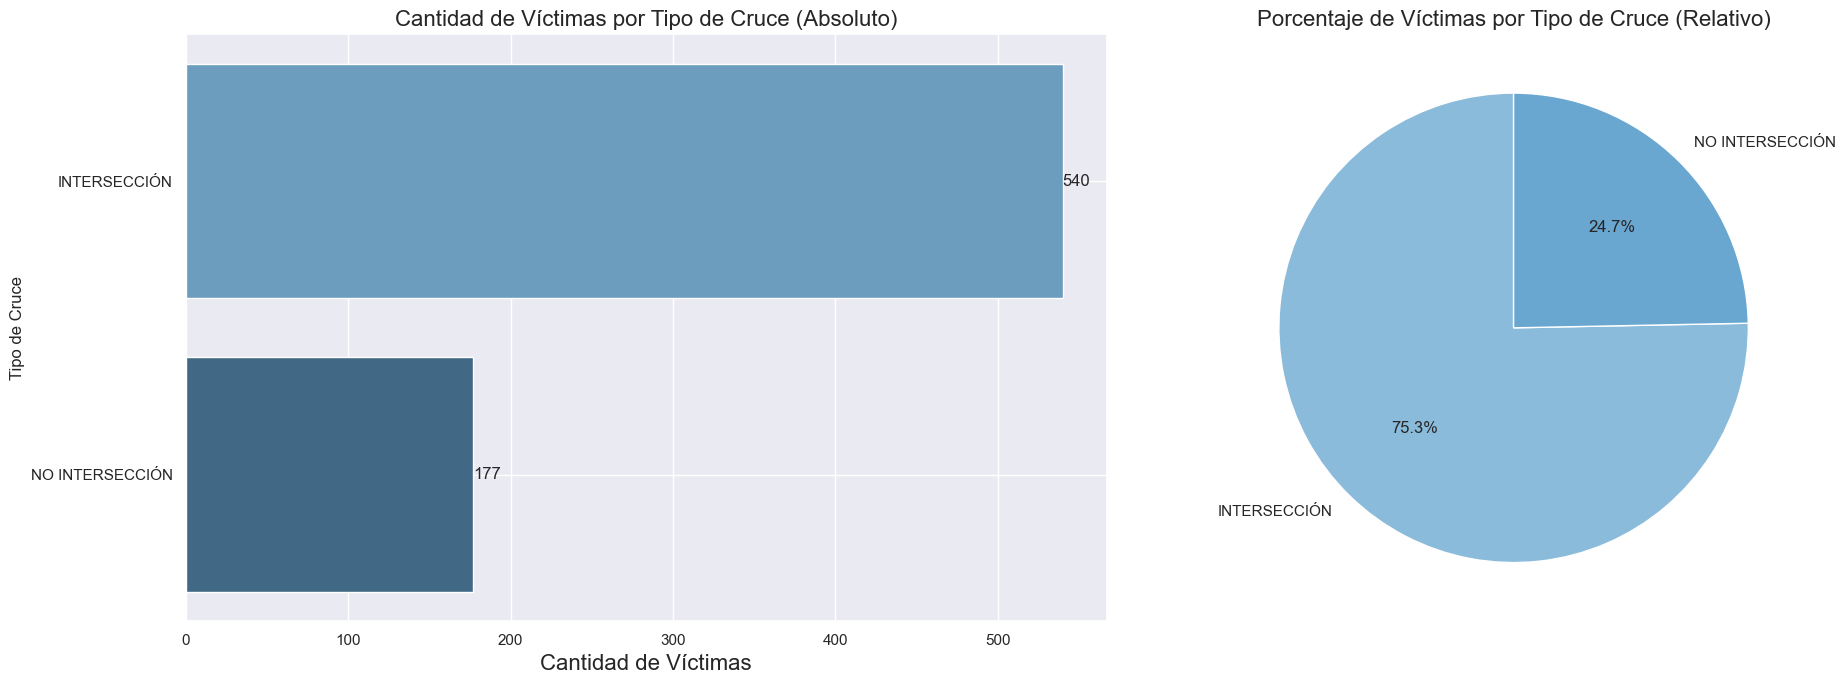 Cantidad de Víctimas por Tipo de Cruce (Absoluto)
Tipo de Cruce
INTERSECCIÓN
540
NO INTERSECCIÓN
177
0 100 200 300 400 500
Cantidad de Víctimas
Porcentaje de Víctimas por Tipo de Cruce (Relativo)
NO INTERSECCIÓN
24.7%
75.3%
INTERSECCIÓN